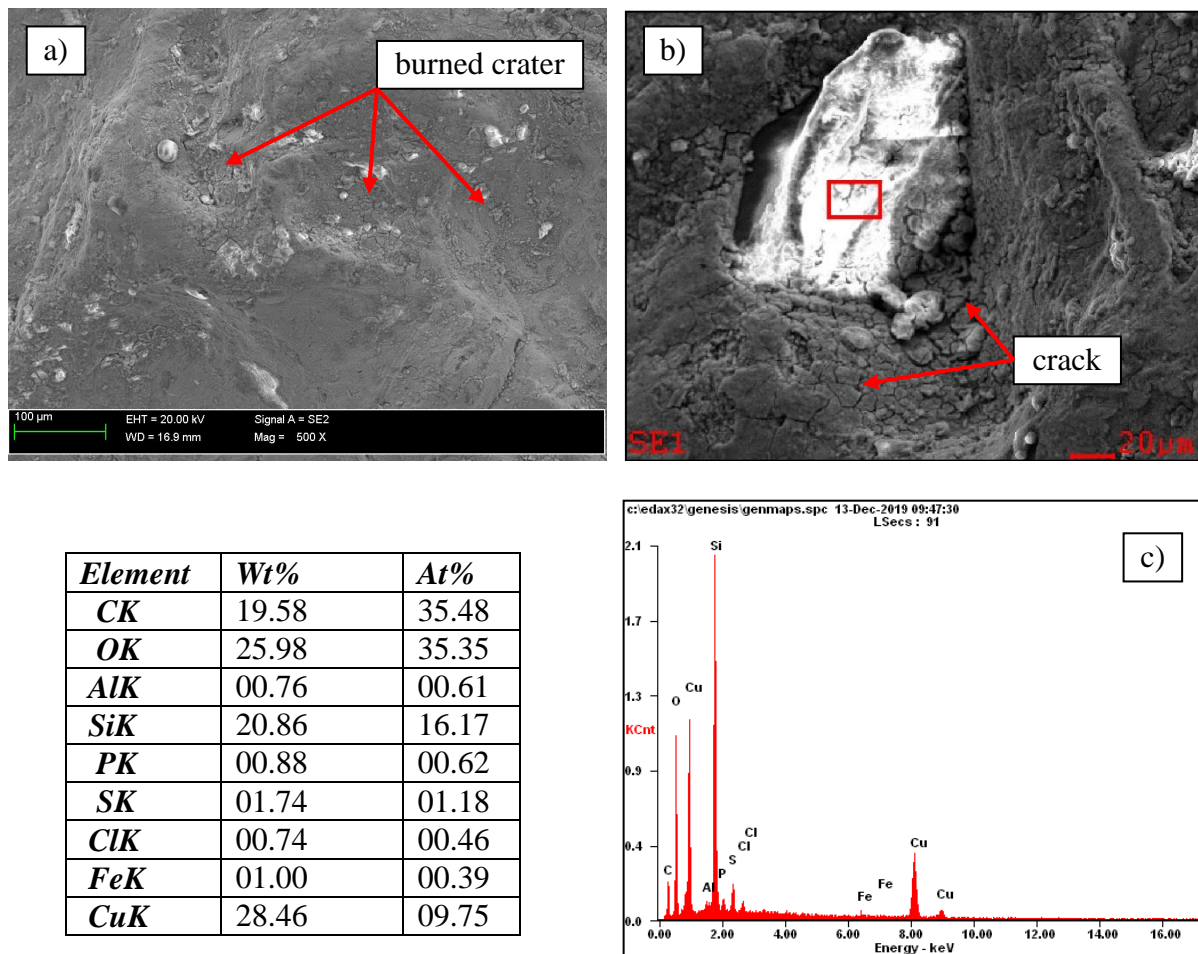 a)
burned crater
100 µm
EHT = 20.00 kV
Signal A = SE2
WD = 16.9 mm
Mag = 500 X
b)
crack
SE1
20µm
Element Wt% At%
CK 19.58 35.48
OK 25.98 35.35
AlK 00.76 00.61
SiK 20.86 16.17
PK 00.88 00.62
SK 01.74 01.18
ClK 00.74 00.46
FeK 01.00 00.39
CuK 28.46 09.75
c:\edax32\genesis\genmaps.spc 13-Dec-2019 09:47:30
LSecs : 91
c)
2.1
1.7
1.3
KCnt
0.9
0.4
0.0
Si
Cu
O
C
Al
P
S
Cl
Cl
Fe
Fe
Cu
Cu
0.00 2.00 4.00 6.00 8.00 10.00 12.00 14.00 16.00
Energy - keV